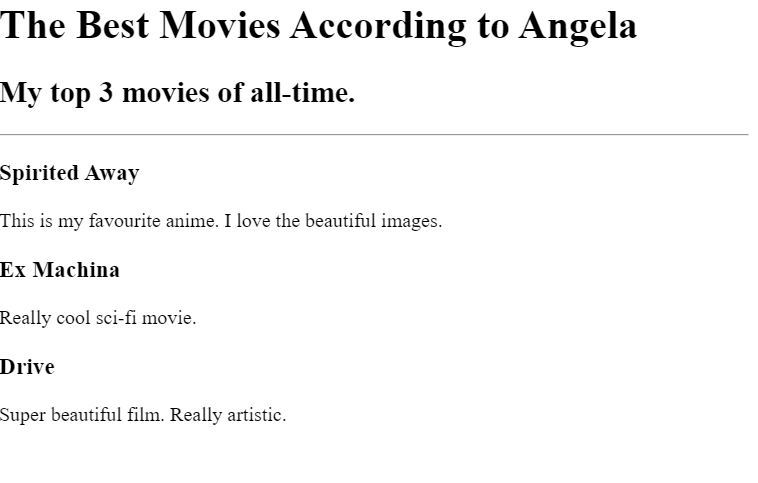 The Best Movies According to Angela
My top 3 movies of all-time.
Spirited Away
This is my favourite anime. I love the beautiful images.
Ex Machina
Really cool sci-fi movie.
Drive
Super beautiful film. Really artistic.